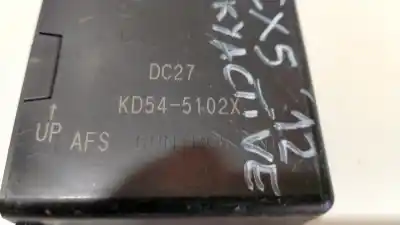 DC27
KD54-5102X
↑
UP AFS
CX5 '12
SKYACTIVE